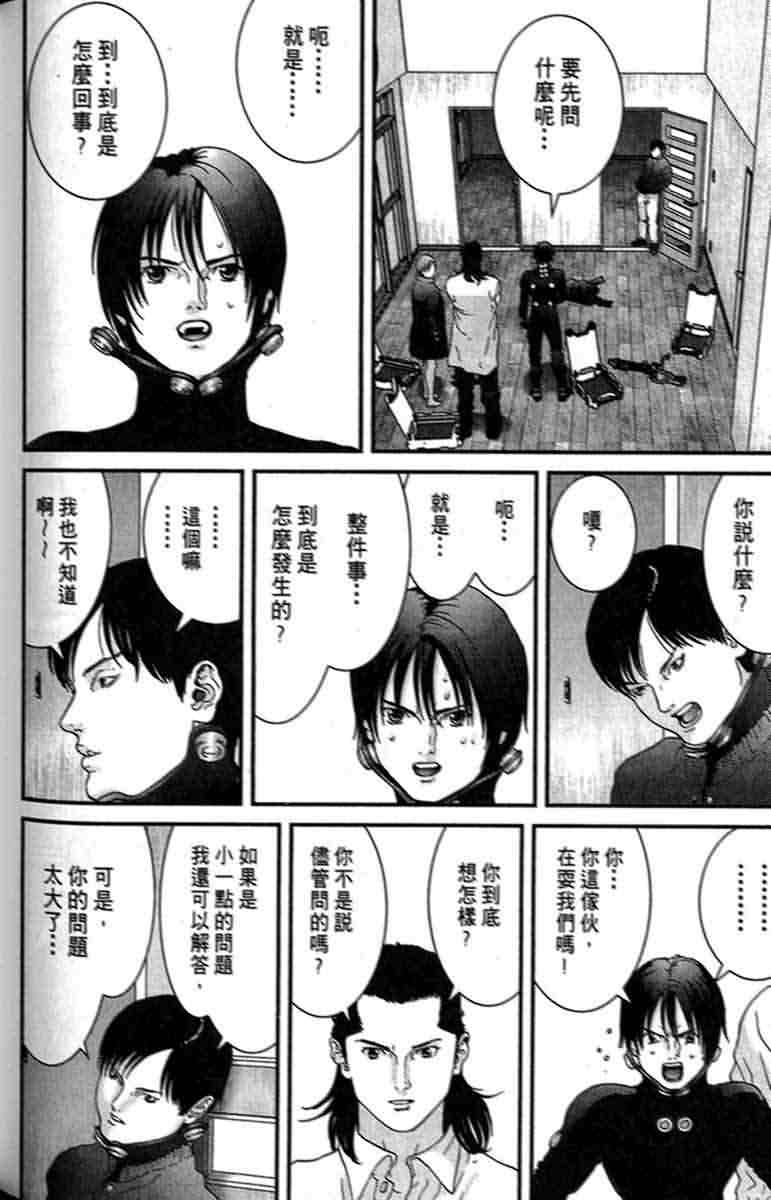 要先問
什麼呢…
呃……
就是……
到…到底是
怎麼回事？
你說什麼？
嗄？
呃…
就是…
整件事…
到底是
怎麼發生的？
……
這個嘛
……
我也不知道
啊～～
……
……
你…
你這傢伙，
在耍我們嗎！
你到底
想怎樣？
你不是說
儘管問的嗎？
如果是
小一點的問題
我還可以解答，
可是，
你的問題
太大了…